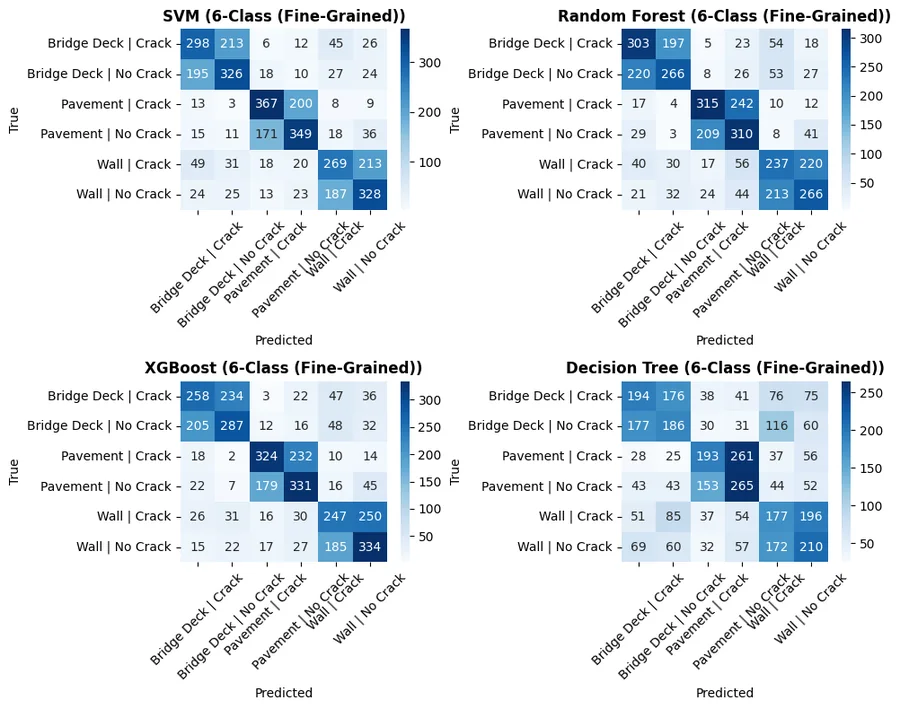 SVM (6-Class (Fine-Grained))
True
Bridge Deck | Crack 298 213 6 12 45 26
Bridge Deck | No Crack 195 326 18 10 27 24
Pavement | Crack 13 3 367 200 8 9
Pavement | No Crack 15 11 171 349 18 36
Wall | Crack 49 31 18 20 269 213
Wall | No Crack 24 25 13 23 187 328
300
200
100
Bridge Deck | Crack
Bridge Deck | No Crack
Pavement | Crack
Pavement | No Crack
Wall | Crack
Wall | No Crack
Predicted
Random Forest (6-Class (Fine-Grained))
True
Bridge Deck | Crack 303 197 5 23 54 18
Bridge Deck | No Crack 220 266 8 26 53 27
Pavement | Crack 17 4 315 242 10 12
Pavement | No Crack 29 3 209 310 8 41
Wall | Crack 40 30 17 56 237 220
Wall | No Crack 21 32 24 44 213 266
300
250
200
150
100
50
Bridge Deck | Crack
Bridge Deck | No Crack
Pavement | Crack
Pavement | No Crack
Wall | Crack
Wall | No Crack
Predicted
XGBoost (6-Class (Fine-Grained))
True
Bridge Deck | Crack 258 234 3 22 47 36
Bridge Deck | No Crack 205 287 12 16 48 32
Pavement | Crack 18 2 324 232 10 14
Pavement | No Crack 22 7 179 331 16 45
Wall | Crack 26 31 16 30 247 250
Wall | No Crack 15 22 17 27 185 334
300
250
200
150
100
50
Bridge Deck | Crack
Bridge Deck | No Crack
Pavement | Crack
Pavement | No Crack
Wall | Crack
Wall | No Crack
Predicted
Decision Tree (6-Class (Fine-Grained))
True
Bridge Deck | Crack 194 176 38 41 76 75
Bridge Deck | No Crack 177 186 30 31 116 60
Pavement | Crack 28 25 193 261 37 56
Pavement | No Crack 43 43 153 265 44 52
Wall | Crack 51 85 37 54 177 196
Wall | No Crack 69 60 32 57 172 210
250
200
150
100
50
Bridge Deck | Crack
Bridge Deck | No Crack
Pavement | Crack
Pavement | No Crack
Wall | Crack
Wall | No Crack
Predicted